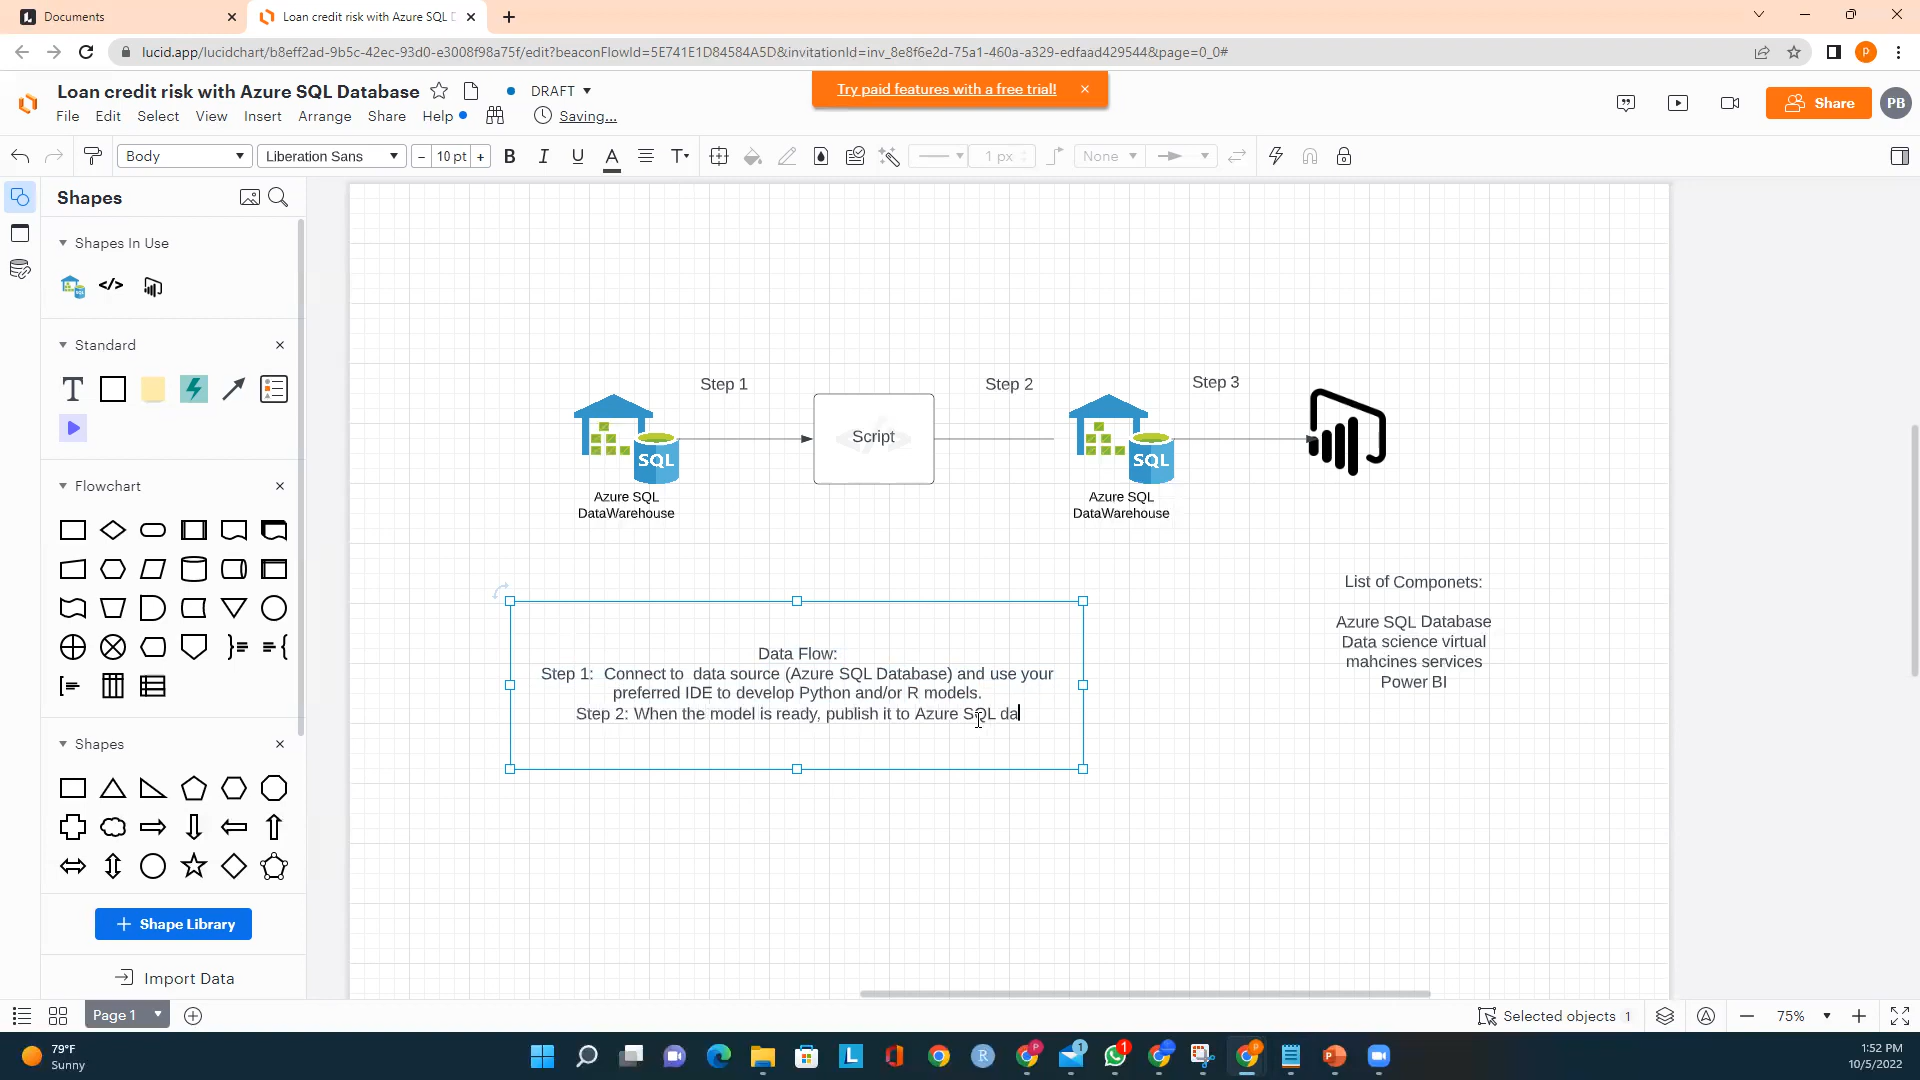 Documents
Loan credit risk with Azure SQL D
lucid.app/lucidchart/b8eff2ad-9b5c-42ec-93d0-e3008f98a75f/edit?beaconFlowId=5E741E1D84584A5D&invitationId=inv_8e8f6e2d-75a1-460a-a329-edfaad429544&page=0_0#
P
Loan credit risk with Azure SQL Database
DRAFT
Try paid features with a free trial!
File Edit Select View Insert Arrange Share Help
Saving...
Share
PB
Body
Liberation Sans
10 pt
B I U A T
1 px
None
Shapes
Shapes In Use
Standard
T
Flowchart
Shapes
Shape Library
Import Data
Step 1
Step 2
Step 3
Script
SQL
SQL
Azure SQL
DataWarehouse
Azure SQL
DataWarehouse
List of Componets:
Azure SQL Database
Data science virtual
mahcines services
Power BI
Data Flow:
Step 1:  Connect to  data source (Azure SQL Database) and use your
preferred IDE to develop Python and/or R models.
Step 2: When the model is ready, publish it to Azure SQL da
Page 1
Selected objects 1
75%
79°F
Sunny
1:52 PM
10/5/2022